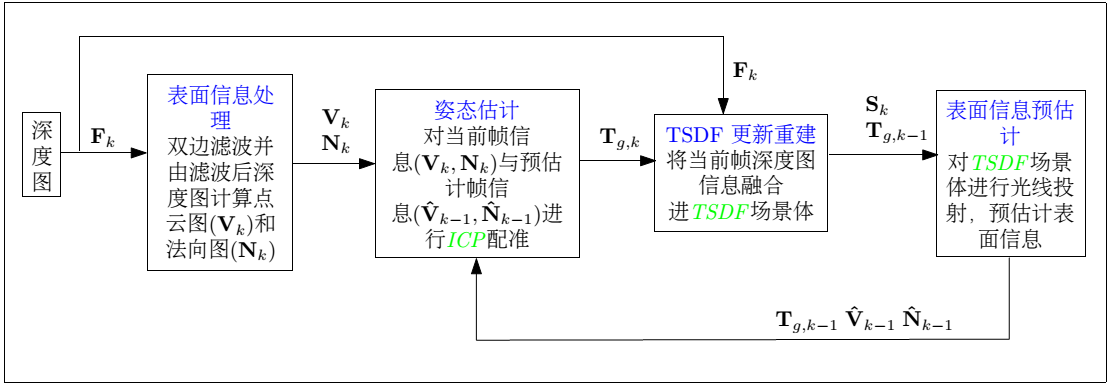 深
度
图
F_k
表面信息处
理
双边滤波并
由滤波后深
度图计算点
云图(V_k)和
法向图(N_k)
V_k
N_k
姿态估计
对当前帧信
息(V_k, N_k)与预估
计帧信
息(V̂_{k−1}, N̂_{k−1})进
行ICP配准
T_{g,k}
F_k
TSDF 更新重建
将当前帧深度图
信息融合
进TSDF场景体
S_k
T_{g,k−1}
表面信息预估
计
对TSDF场景
体进行光线投
射，预估计表
面信息
T_{g,k−1} V̂_{k−1} N̂_{k−1}